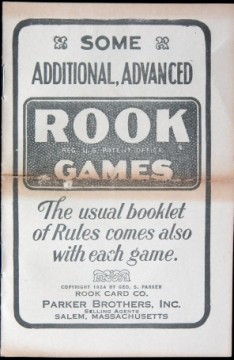 SOME
ADDITIONAL, ADVANCED
ROOK
REG. U.S. PATENT OFFICE
GAMES
The usual booklet
of Rules comes also
with each game.
COPYRIGHT 1924 BY GEO. S. PARKER
ROOK CARD CO.
PARKER BROTHERS, INC.
SELLING AGENTS
SALEM, MASSACHUSETTS